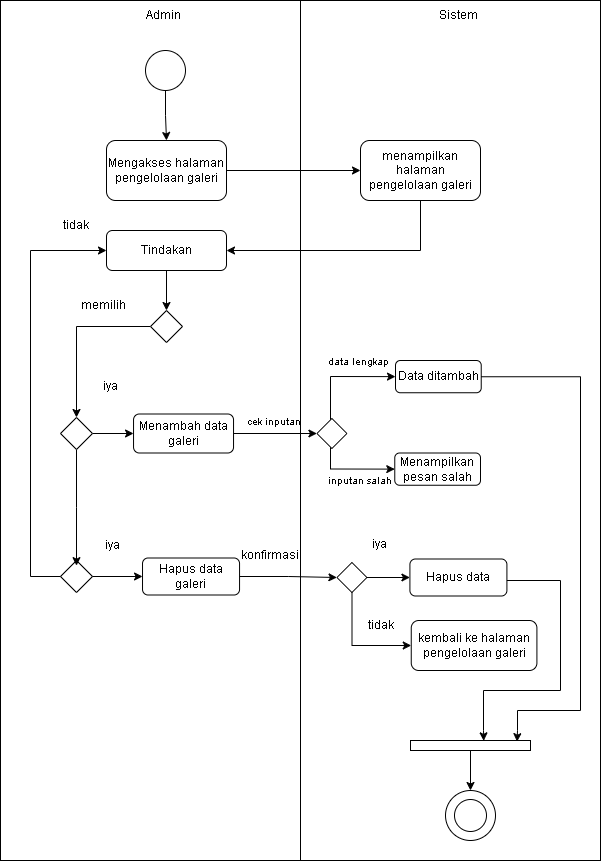 Admin
Sistem
Mengakses halaman
pengelolaan galeri
menampilkan
halaman
pengelolaan galeri
tidak
Tindakan
memilih
iya
Menambah data
galeri
cek inputan
data lengkap
Data ditambah
inputan salah
Menampilkan
pesan salah
iya
Hapus data
galeri
konfirmasi
iya
Hapus data
tidak
kembali ke halaman
pengelolaan galeri